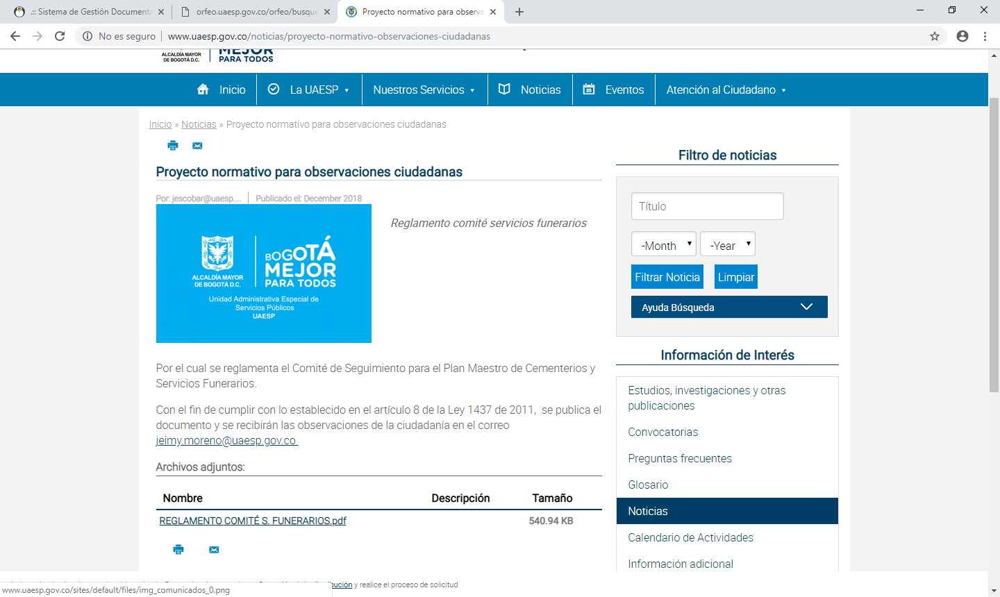 .:: Sistema de Gestión Documenta
orfeo.uaesp.gov.co/orfeo/busque
Proyecto normativo para observa
No es seguro
www.uaesp.gov.co/noticias/proyecto-normativo-observaciones-ciudadanas
ALCALDÍA MAYOR
DE BOGOTÁ D.C.
MEJOR
PARA TODOS
Inicio
La UAESP
Nuestros Servicios
Noticias
Eventos
Atención al Ciudadano
Inicio » Noticias » Proyecto normativo para observaciones ciudadanas
Proyecto normativo para observaciones ciudadanas
Por: jescobar@uaesp....
Publicado el: December 2018
ALCALDÍA MAYOR
DE BOGOTÁ D.C.
BOGOTÁ
MEJOR
PARA TODOS
Unidad Administrativa Especial de
Servicios Públicos
UAESP
Reglamento comité servicios funerarios
Por el cual se reglamenta el Comité de Seguimiento para el Plan Maestro de Cementerios y
Servicios Funerarios.
Con el fin de cumplir con lo establecido en el artículo 8 de la Ley 1437 de 2011,  se publica el
documento y se recibirán las observaciones de la ciudadanía en el correo
jeimy.moreno@uaesp.gov.co
Archivos adjuntos:
Nombre Descripción Tamaño
REGLAMENTO COMITÉ S. FUNERARIOS.pdf 540.94 KB
Filtro de noticias
Título
-Month
-Year
Filtrar Noticia
Limpiar
Ayuda Búsqueda
Información de Interés
Estudios, investigaciones y otras
publicaciones
Convocatorias
Preguntas frecuentes
Glosario
Noticias
Calendario de Actividades
Información adicional
y realice el proceso de solicitud
www.uaesp.gov.co/sites/default/files/img_comunicados_0.png